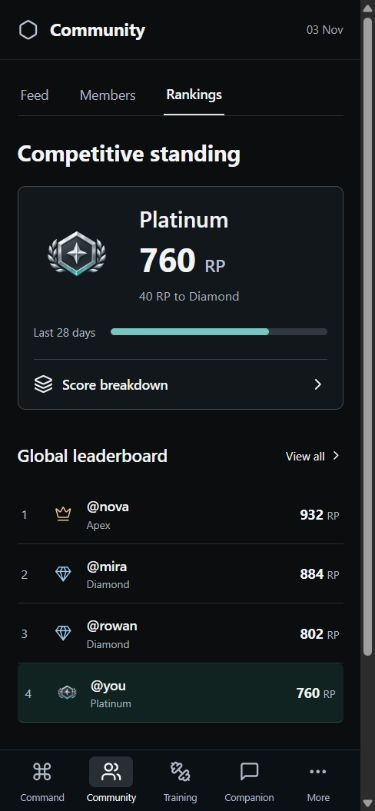 Community
03 Nov
Feed Members Rankings
Competitive standing
Platinum
760 RP
40 RP to Diamond
Last 28 days
Score breakdown
Global leaderboard View all
1 @nova 932 RP
Apex
2 @mira 884 RP
Diamond
3 @rowan 802 RP
Diamond
4 @you 760 RP
Platinum
Command Community Training Companion More